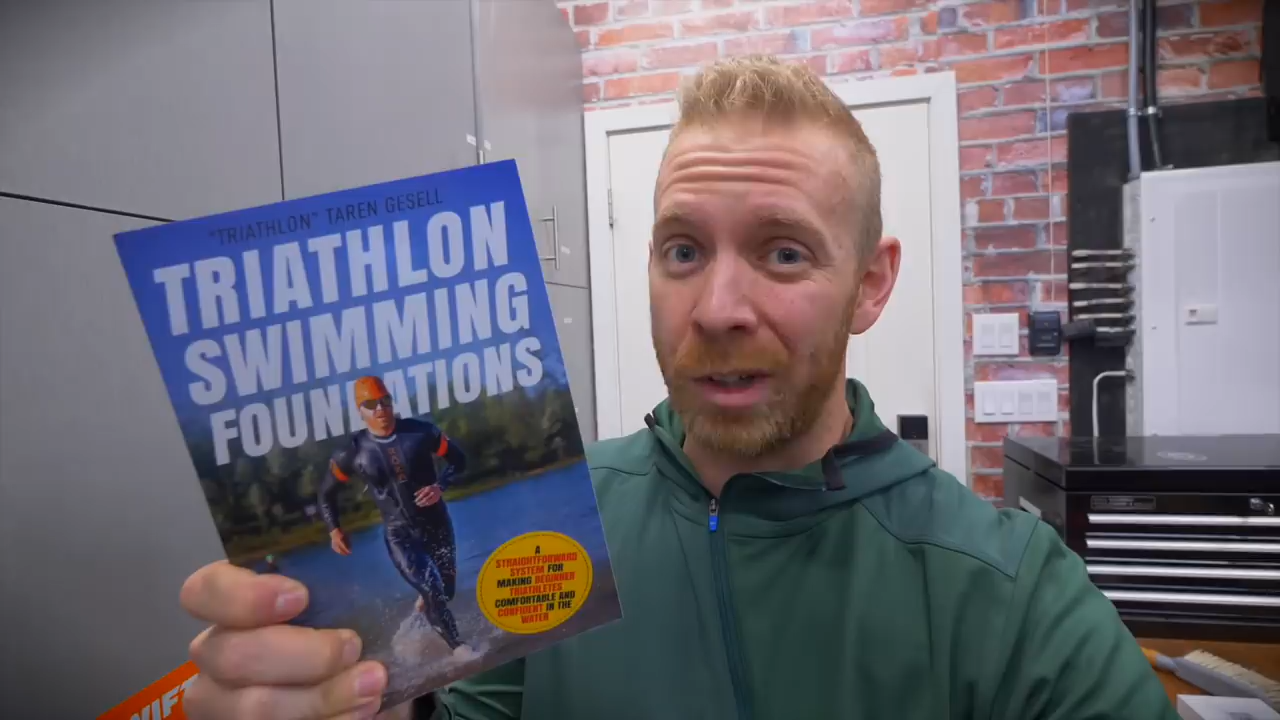 "TRIATHLON" TAREN GESELL
TRIATHLON
SWIMMING
FOUNDATIONS
A
STRAIGHTFORWARD
SYSTEM FOR
MAKING BEGINNER
TRIATHLETES
COMFORTABLE AND
CONFIDENT IN THE
WATER